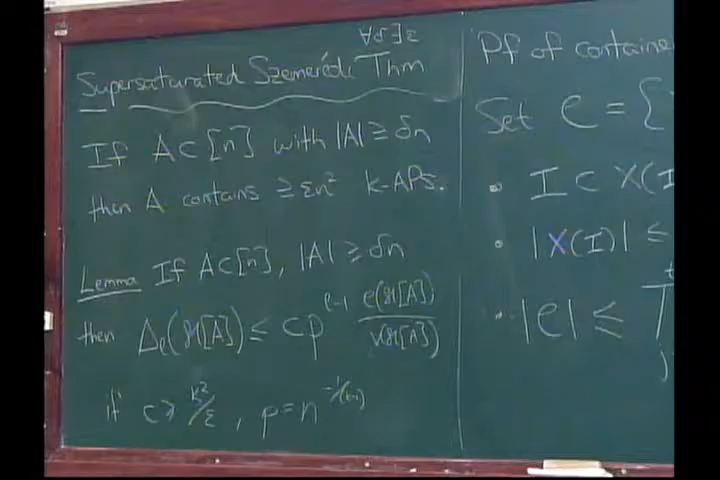 ∀δ∃ε
Supersaturated Szemerédi Thm
If A⊂[n] with |A| ≥ δn
then A contains ≥ εn² k-APs.
Lemma If A⊂[n], |A| ≥ δn
then Δ_ℓ(ℋ[A]) ≤ cp^{ℓ-1} e(ℋ[A])/v(ℋ[A])
if c ≥ k²/ε, p = n^{-1/(k-1)}
Pf of containe
Set C = {
• I ⊂ X(I
• |X(I)| ≤
• |C| ≤